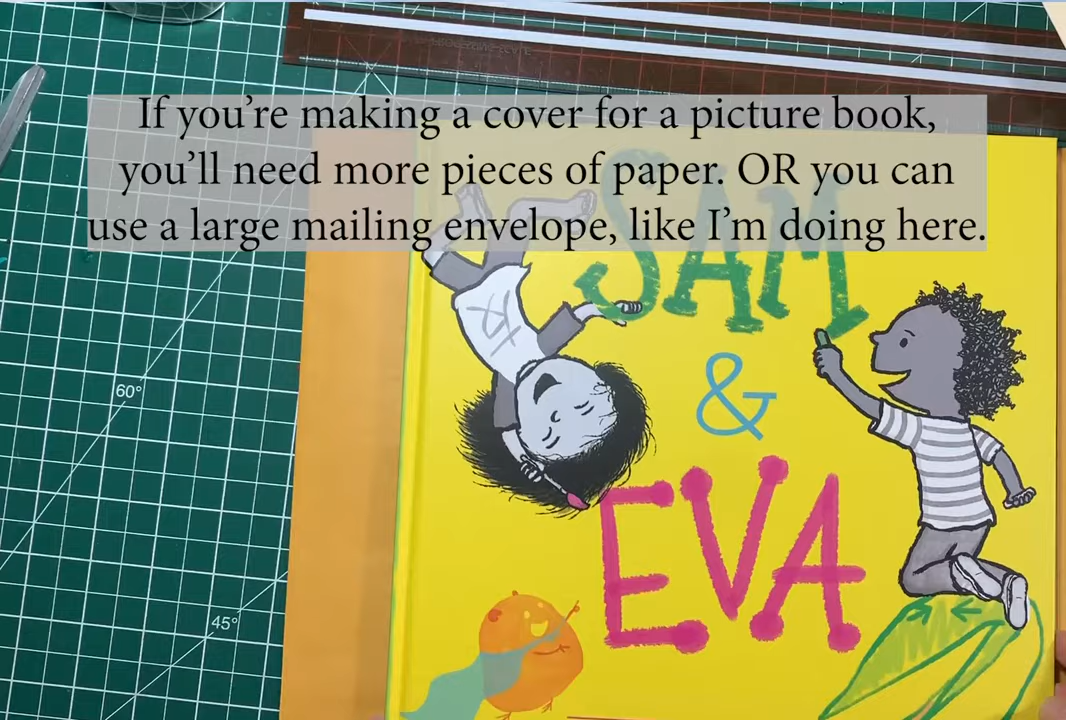 If you’re making a cover for a picture book,
you’ll need more pieces of paper. OR you can
use a large mailing envelope, like I’m doing here.
SAM
&
EVA
60°
45°